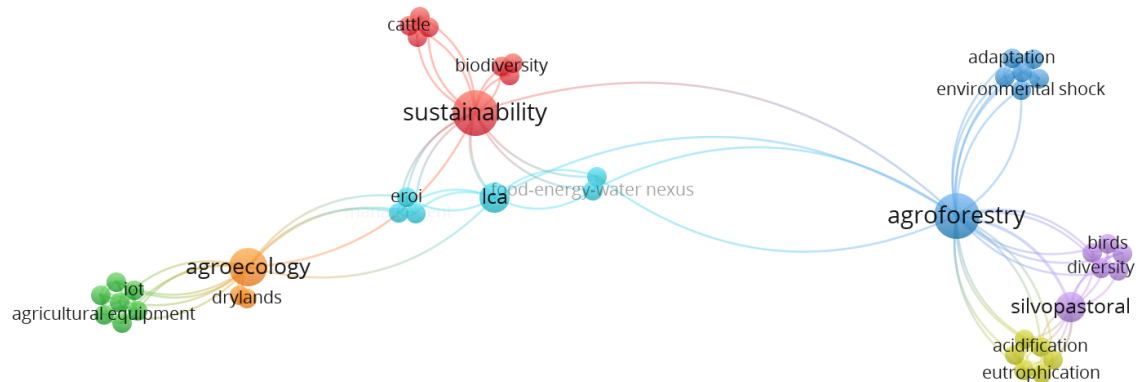 cattle
biodiversity
sustainability
adaptation
environmental shock
eroi
lca
food-energy-water nexus
management
agroforestry
birds
diversity
agroecology
drylands
iot
agricultural equipment
silvopastoral
acidification
eutrophication